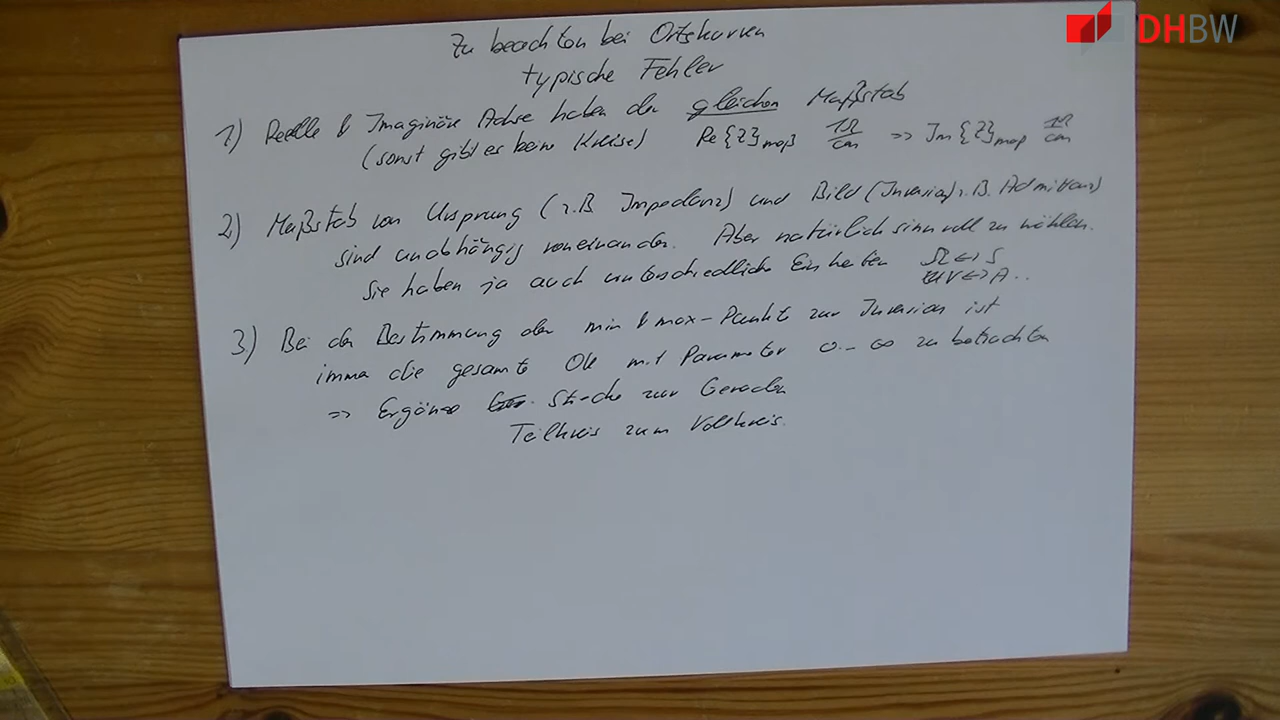 DHBW
Zu beachten bei Ortskurven
typische Fehler
1) Reelle & Imaginäre Achse haben den gleichen Maßstab
(sonst gibt es keine Kreise) Re{Z}maß 1Ω/cm => Im{Z}maß 1Ω/cm
2) Maßstab von Ursprung (z.B Impedanz) und Bild (Inversion) z.B. Admittanz)
sind unabhängig voneinander. Aber natürlich sinnvoll zu wählen.
Sie haben ja auch unterschiedliche Einheiten Ω <-> S
V <-> A ..
3) Bei der Bestimmung der min & max-Punkte zur Inversion ist
immer die gesamte OK mit Parameter 0 - ∞ zu betrachten
=> Ergänze Strecke zur Geraden
Teilkreis zum Vollkreis.